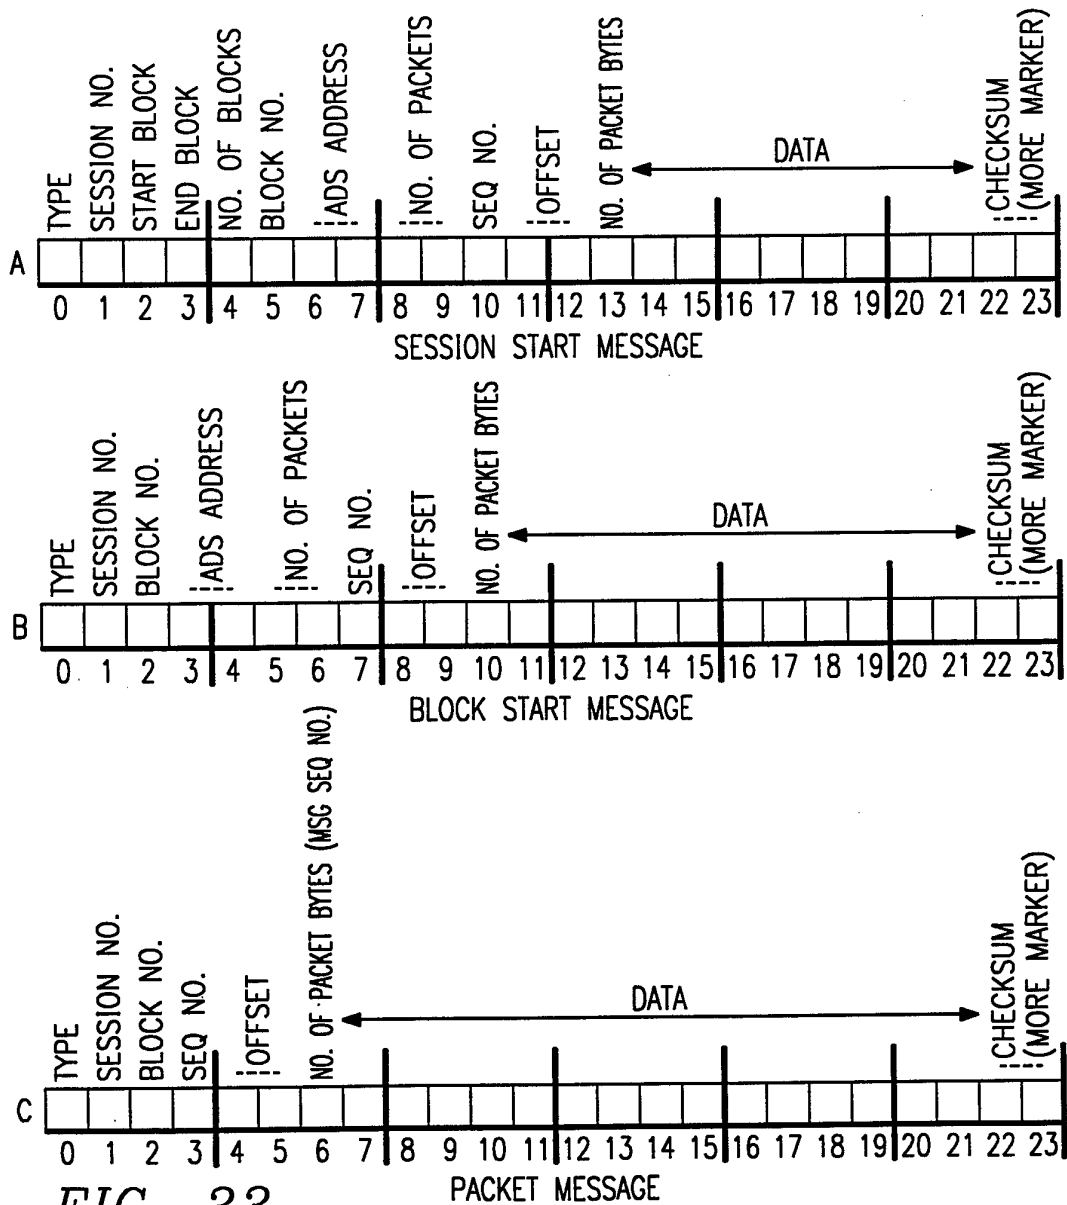 TYPE
SESSION NO.
START BLOCK
END BLOCK
NO. OF BLOCKS
BLOCK NO.
ADS ADDRESS
NO. OF PACKETS
SEQ NO.
OFFSET
NO. OF PACKET BYTES
DATA
CHECKSUM
(MORE MARKER)
A
0 1 2 3 4 5 6 7 8 9 10 11 12 13 14 15 16 17 18 19 20 21 22 23
SESSION START MESSAGE
TYPE
SESSION NO.
BLOCK NO.
ADS ADDRESS
NO. OF PACKETS
SEQ NO.
OFFSET
NO. OF PACKET BYTES
DATA
CHECKSUM
(MORE MARKER)
B
0 1 2 3 4 5 6 7 8 9 10 11 12 13 14 15 16 17 18 19 20 21 22 23
BLOCK START MESSAGE
TYPE
SESSION NO.
BLOCK NO.
SEQ NO.
OFFSET
NO. OF PACKET BYTES (MSG SEQ NO.)
DATA
CHECKSUM
(MORE MARKER)
C
0 1 2 3 4 5 6 7 8 9 10 11 12 13 14 15 16 17 18 19 20 21 22 23
PACKET MESSAGE
FIG. 33